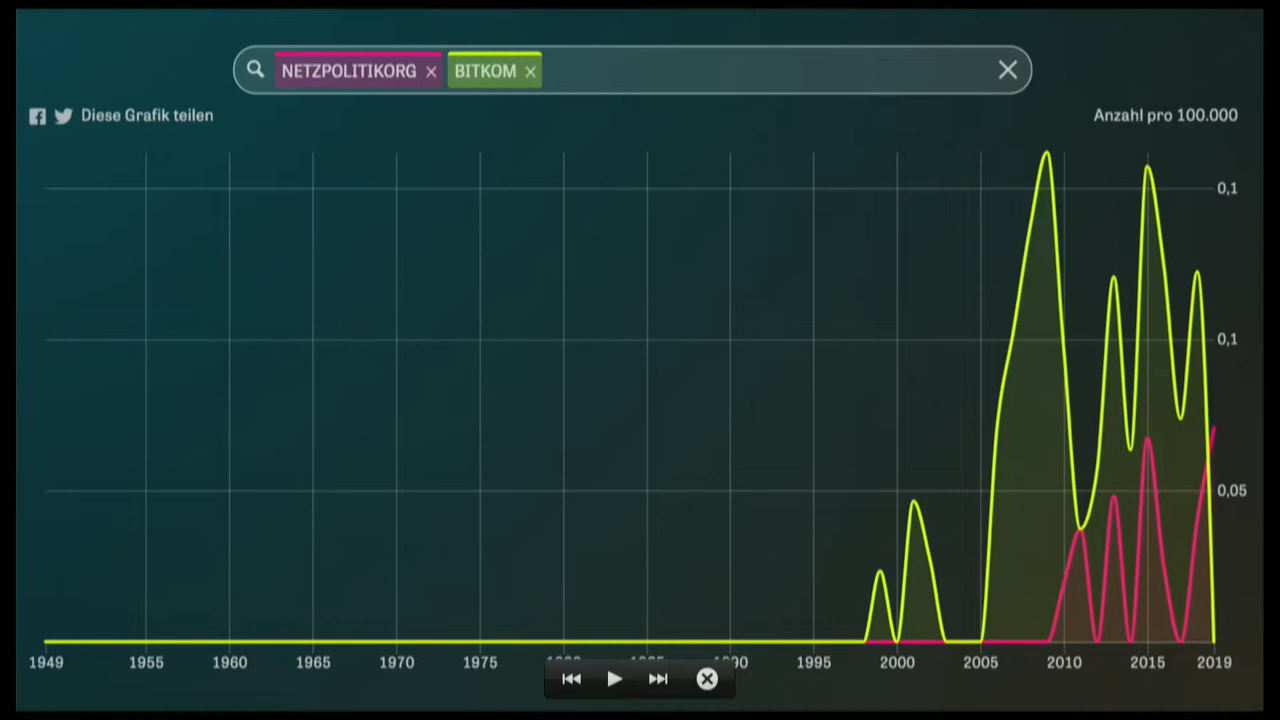 NETZPOLITIKORG × BITKOM ×
Diese Grafik teilen
Anzahl pro 100.000
0,1
0,1
0,05
1949 1955 1960 1965 1970 1975 1995 2000 2005 2010 2015 2019